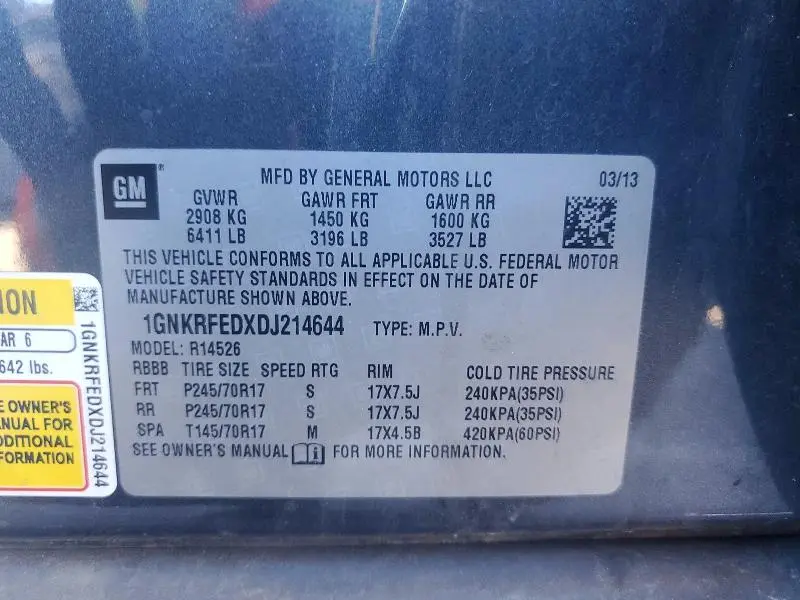 GM
MFD BY GENERAL MOTORS LLC 03/13
GVWR GAWR FRT GAWR RR
2908 KG 1450 KG 1600 KG
6411 LB 3196 LB 3527 LB
THIS VEHICLE CONFORMS TO ALL APPLICABLE U.S. FEDERAL MOTOR
VEHICLE SAFETY STANDARDS IN EFFECT ON THE DATE OF
MANUFACTURE SHOWN ABOVE.
1GNKRFEDXDJ214644 TYPE: M.P.V.
MODEL: R14526
RBBB TIRE SIZE SPEED RTG RIM COLD TIRE PRESSURE
FRT P245/70R17 S 17X7.5J 240KPA(35PSI)
RR P245/70R17 S 17X7.5J 240KPA(35PSI)
SPA T145/70R17 M 17X4.5B 420KPA(60PSI)
SEE OWNER'S MANUAL FOR MORE INFORMATION.
ION
AR 6
642 lbs.
E OWNER'S
ANUAL FOR
DDITIONAL
FORMATION
1GNKRFEDXDJ214644